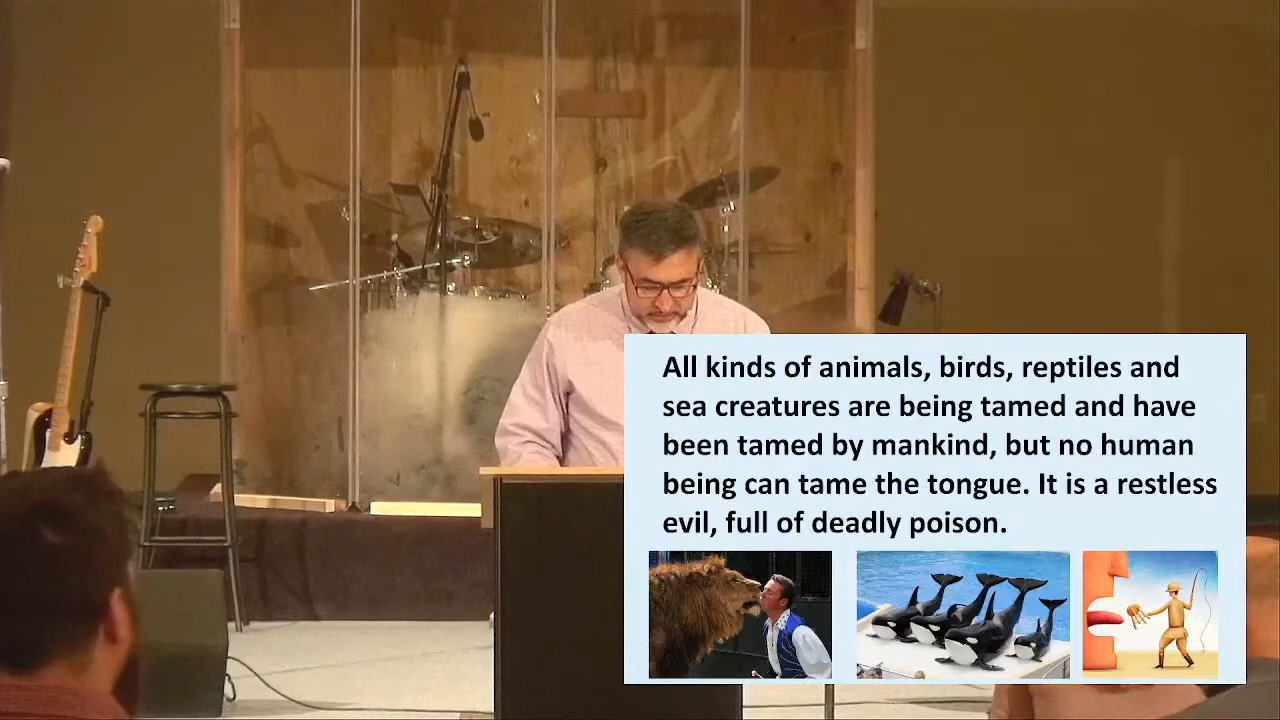 All kinds of animals, birds, reptiles and
sea creatures are being tamed and have
been tamed by mankind, but no human
being can tame the tongue. It is a restless
evil, full of deadly poison.